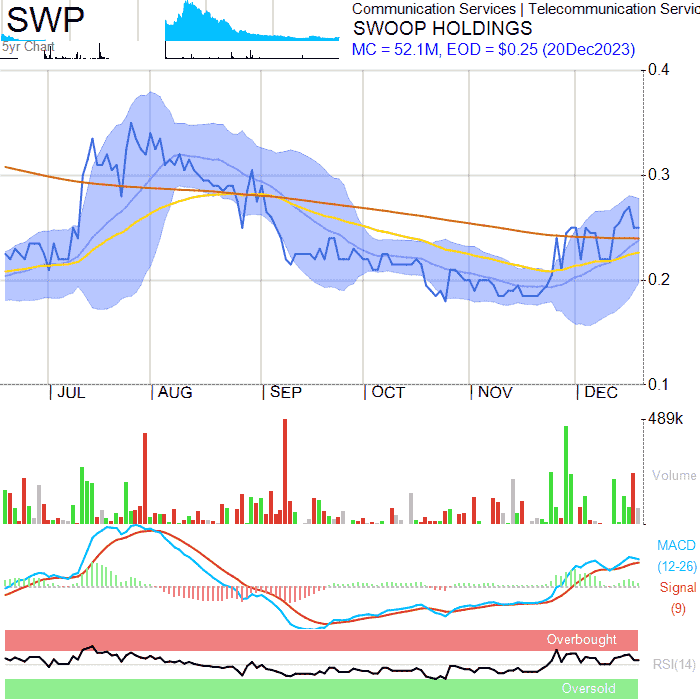 SWP
5yr Chart
Communication Services | Telecommunication Servic
SWOOP HOLDINGS
MC = 52.1M, EOD = $0.25 (20Dec2023)
0.4
0.3
0.2
0.1
| JUL | AUG | SEP | OCT | NOV | DEC
489k
Volume
MACD
(12-26)
Signal
(9)
Overbought
RSI(14)
Oversold